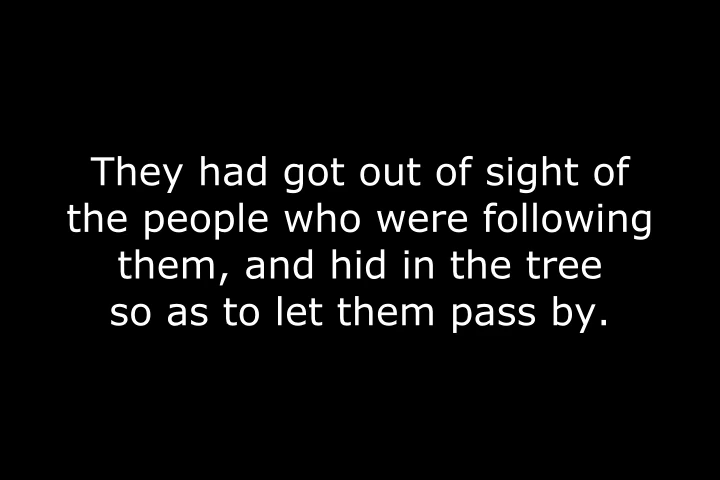 They had got out of sight of
the people who were following
them, and hid in the tree
so as to let them pass by.